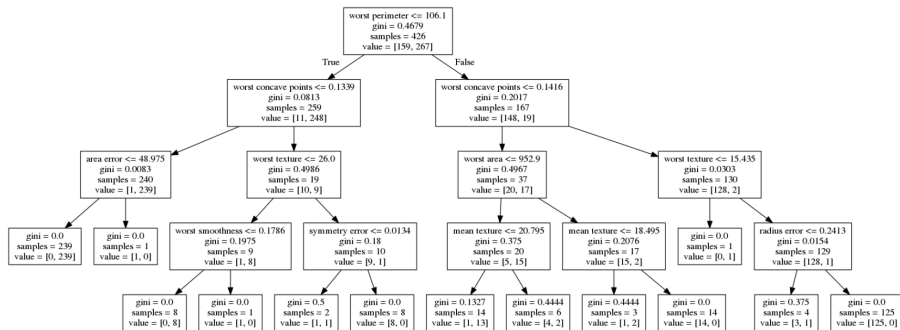 worst perimeter <= 106.1
gini = 0.4679
samples = 426
value = [159, 267]
True
False
worst concave points <= 0.1339
gini = 0.0813
samples = 259
value = [11, 248]
worst concave points <= 0.1416
gini = 0.2017
samples = 167
value = [148, 19]
area error <= 48.975
gini = 0.0083
samples = 240
value = [1, 239]
worst texture <= 26.0
gini = 0.4986
samples = 19
value = [10, 9]
worst area <= 952.9
gini = 0.4967
samples = 37
value = [20, 17]
worst texture <= 15.435
gini = 0.0303
samples = 130
value = [128, 2]
gini = 0.0
samples = 239
value = [0, 239]
gini = 0.0
samples = 1
value = [1, 0]
worst smoothness <= 0.1786
gini = 0.1975
samples = 9
value = [1, 8]
symmetry error <= 0.0134
gini = 0.18
samples = 10
value = [9, 1]
mean texture <= 20.795
gini = 0.375
samples = 20
value = [5, 15]
mean texture <= 18.495
gini = 0.2076
samples = 17
value = [15, 2]
gini = 0.0
samples = 1
value = [0, 1]
radius error <= 0.2413
gini = 0.0154
samples = 129
value = [128, 1]
gini = 0.0
samples = 8
value = [0, 8]
gini = 0.0
samples = 1
value = [1, 0]
gini = 0.5
samples = 2
value = [1, 1]
gini = 0.0
samples = 8
value = [8, 0]
gini = 0.1327
samples = 14
value = [1, 13]
gini = 0.4444
samples = 6
value = [4, 2]
gini = 0.4444
samples = 3
value = [1, 2]
gini = 0.0
samples = 14
value = [14, 0]
gini = 0.375
samples = 4
value = [3, 1]
gini = 0.0
samples = 125
value = [125, 0]